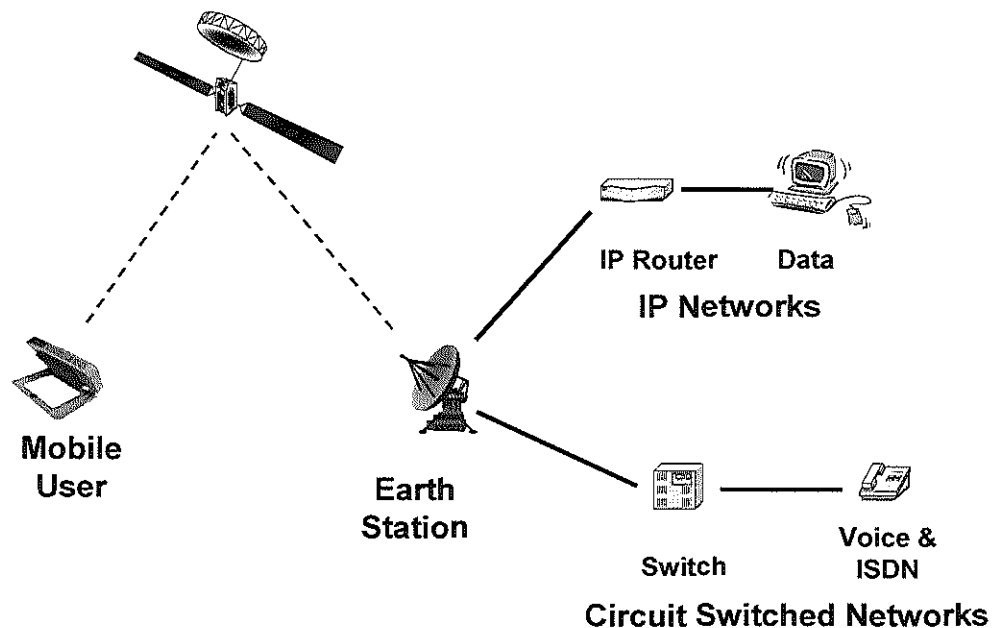 IP Router
Data
IP Networks
Mobile
User
Earth
Station
Switch
Voice &
ISDN
Circuit Switched Networks